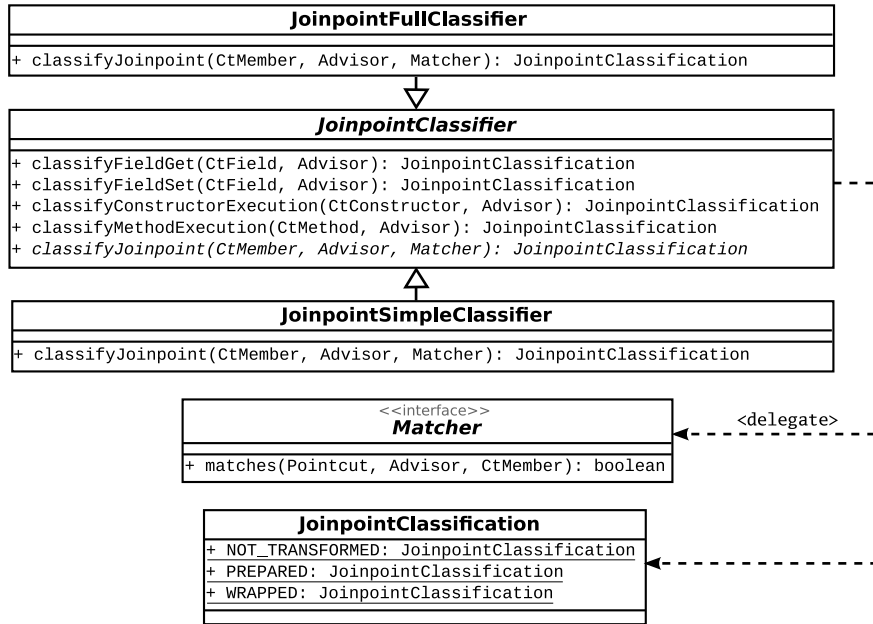 JoinpointFullClassifier
+ classifyJoinpoint(CtMember, Advisor, Matcher): JoinpointClassification
JoinpointClassifier
+ classifyFieldGet(CtField, Advisor): JoinpointClassification
+ classifyFieldSet(CtField, Advisor): JoinpointClassification
+ classifyConstructorExecution(CtConstructor, Advisor): JoinpointClassification
+ classifyMethodExecution(CtMethod, Advisor): JoinpointClassification
+ classifyJoinpoint(CtMember, Advisor, Matcher): JoinpointClassification
JoinpointSimpleClassifier
+ classifyJoinpoint(CtMember, Advisor, Matcher): JoinpointClassification
<<interface>>
Matcher
<delegate>
+ matches(Pointcut, Advisor, CtMember): boolean
JoinpointClassification
+ NOT_TRANSFORMED: JoinpointClassification
+ PREPARED: JoinpointClassification
+ WRAPPED: JoinpointClassification